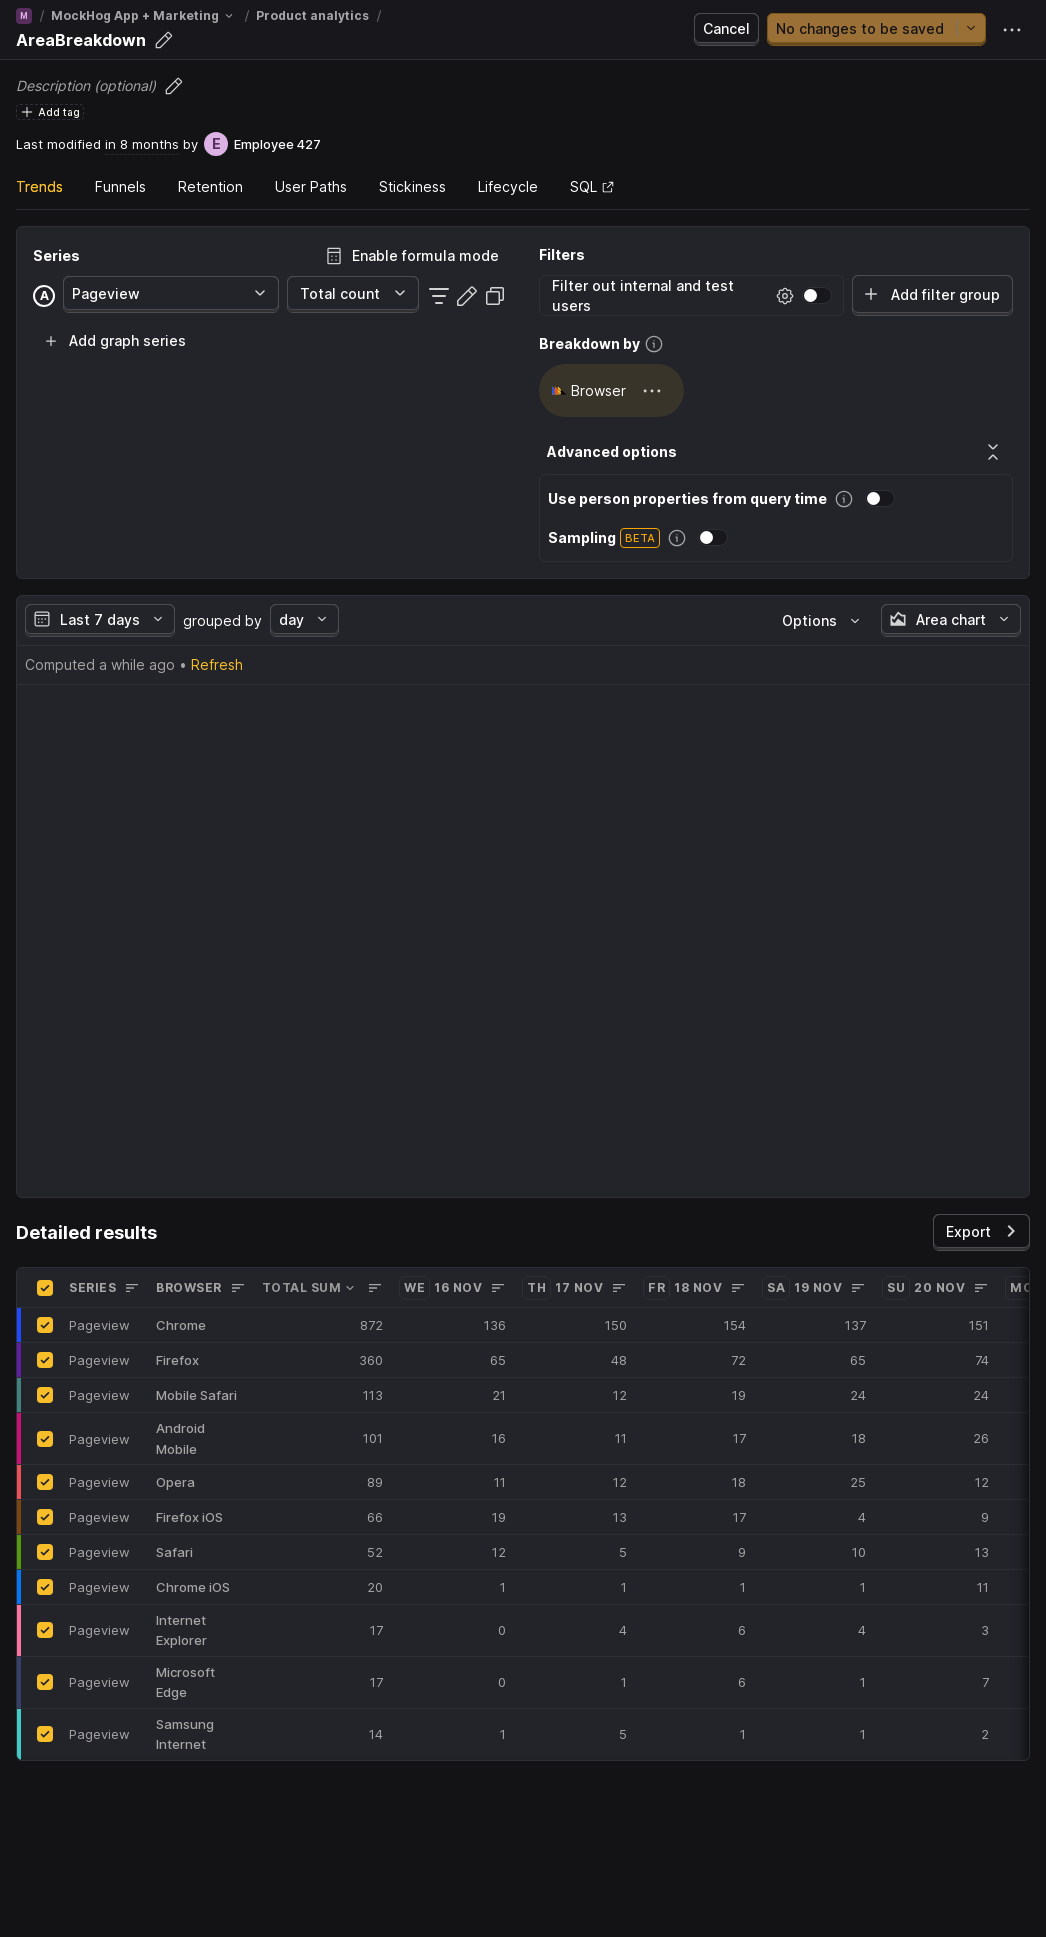 M / MockHog App + Marketing / Product analytics /
AreaBreakdown
Cancel
No changes to be saved
Description (optional)
Add tag
Last modified in 8 months by E Employee 427
Trends Funnels Retention User Paths Stickiness Lifecycle SQL
Series
Enable formula mode
A Pageview Total count
Add graph series
Filters
Filter out internal and test users
Add filter group
Breakdown by
Browser
Advanced options
Use person properties from query time
Sampling BETA
Last 7 days grouped by day Options Area chart
Computed a while ago • Refresh
Detailed results
Export
SERIES BROWSER TOTAL SUM WE 16 NOV TH 17 NOV FR 18 NOV SA 19 NOV SU 20 NOV
Pageview Chrome 872 136 150 154 137 151
Pageview Firefox 360 65 48 72 65 74
Pageview Mobile Safari 113 21 12 19 24 24
Pageview Android Mobile 101 16 11 17 18 26
Pageview Opera 89 11 12 18 25 12
Pageview Firefox iOS 66 19 13 17 4 9
Pageview Safari 52 12 5 9 10 13
Pageview Chrome iOS 20 1 1 1 1 11
Pageview Internet Explorer 17 0 4 6 4 3
Pageview Microsoft Edge 17 0 1 6 1 7
Pageview Samsung Internet 14 1 5 1 1 2